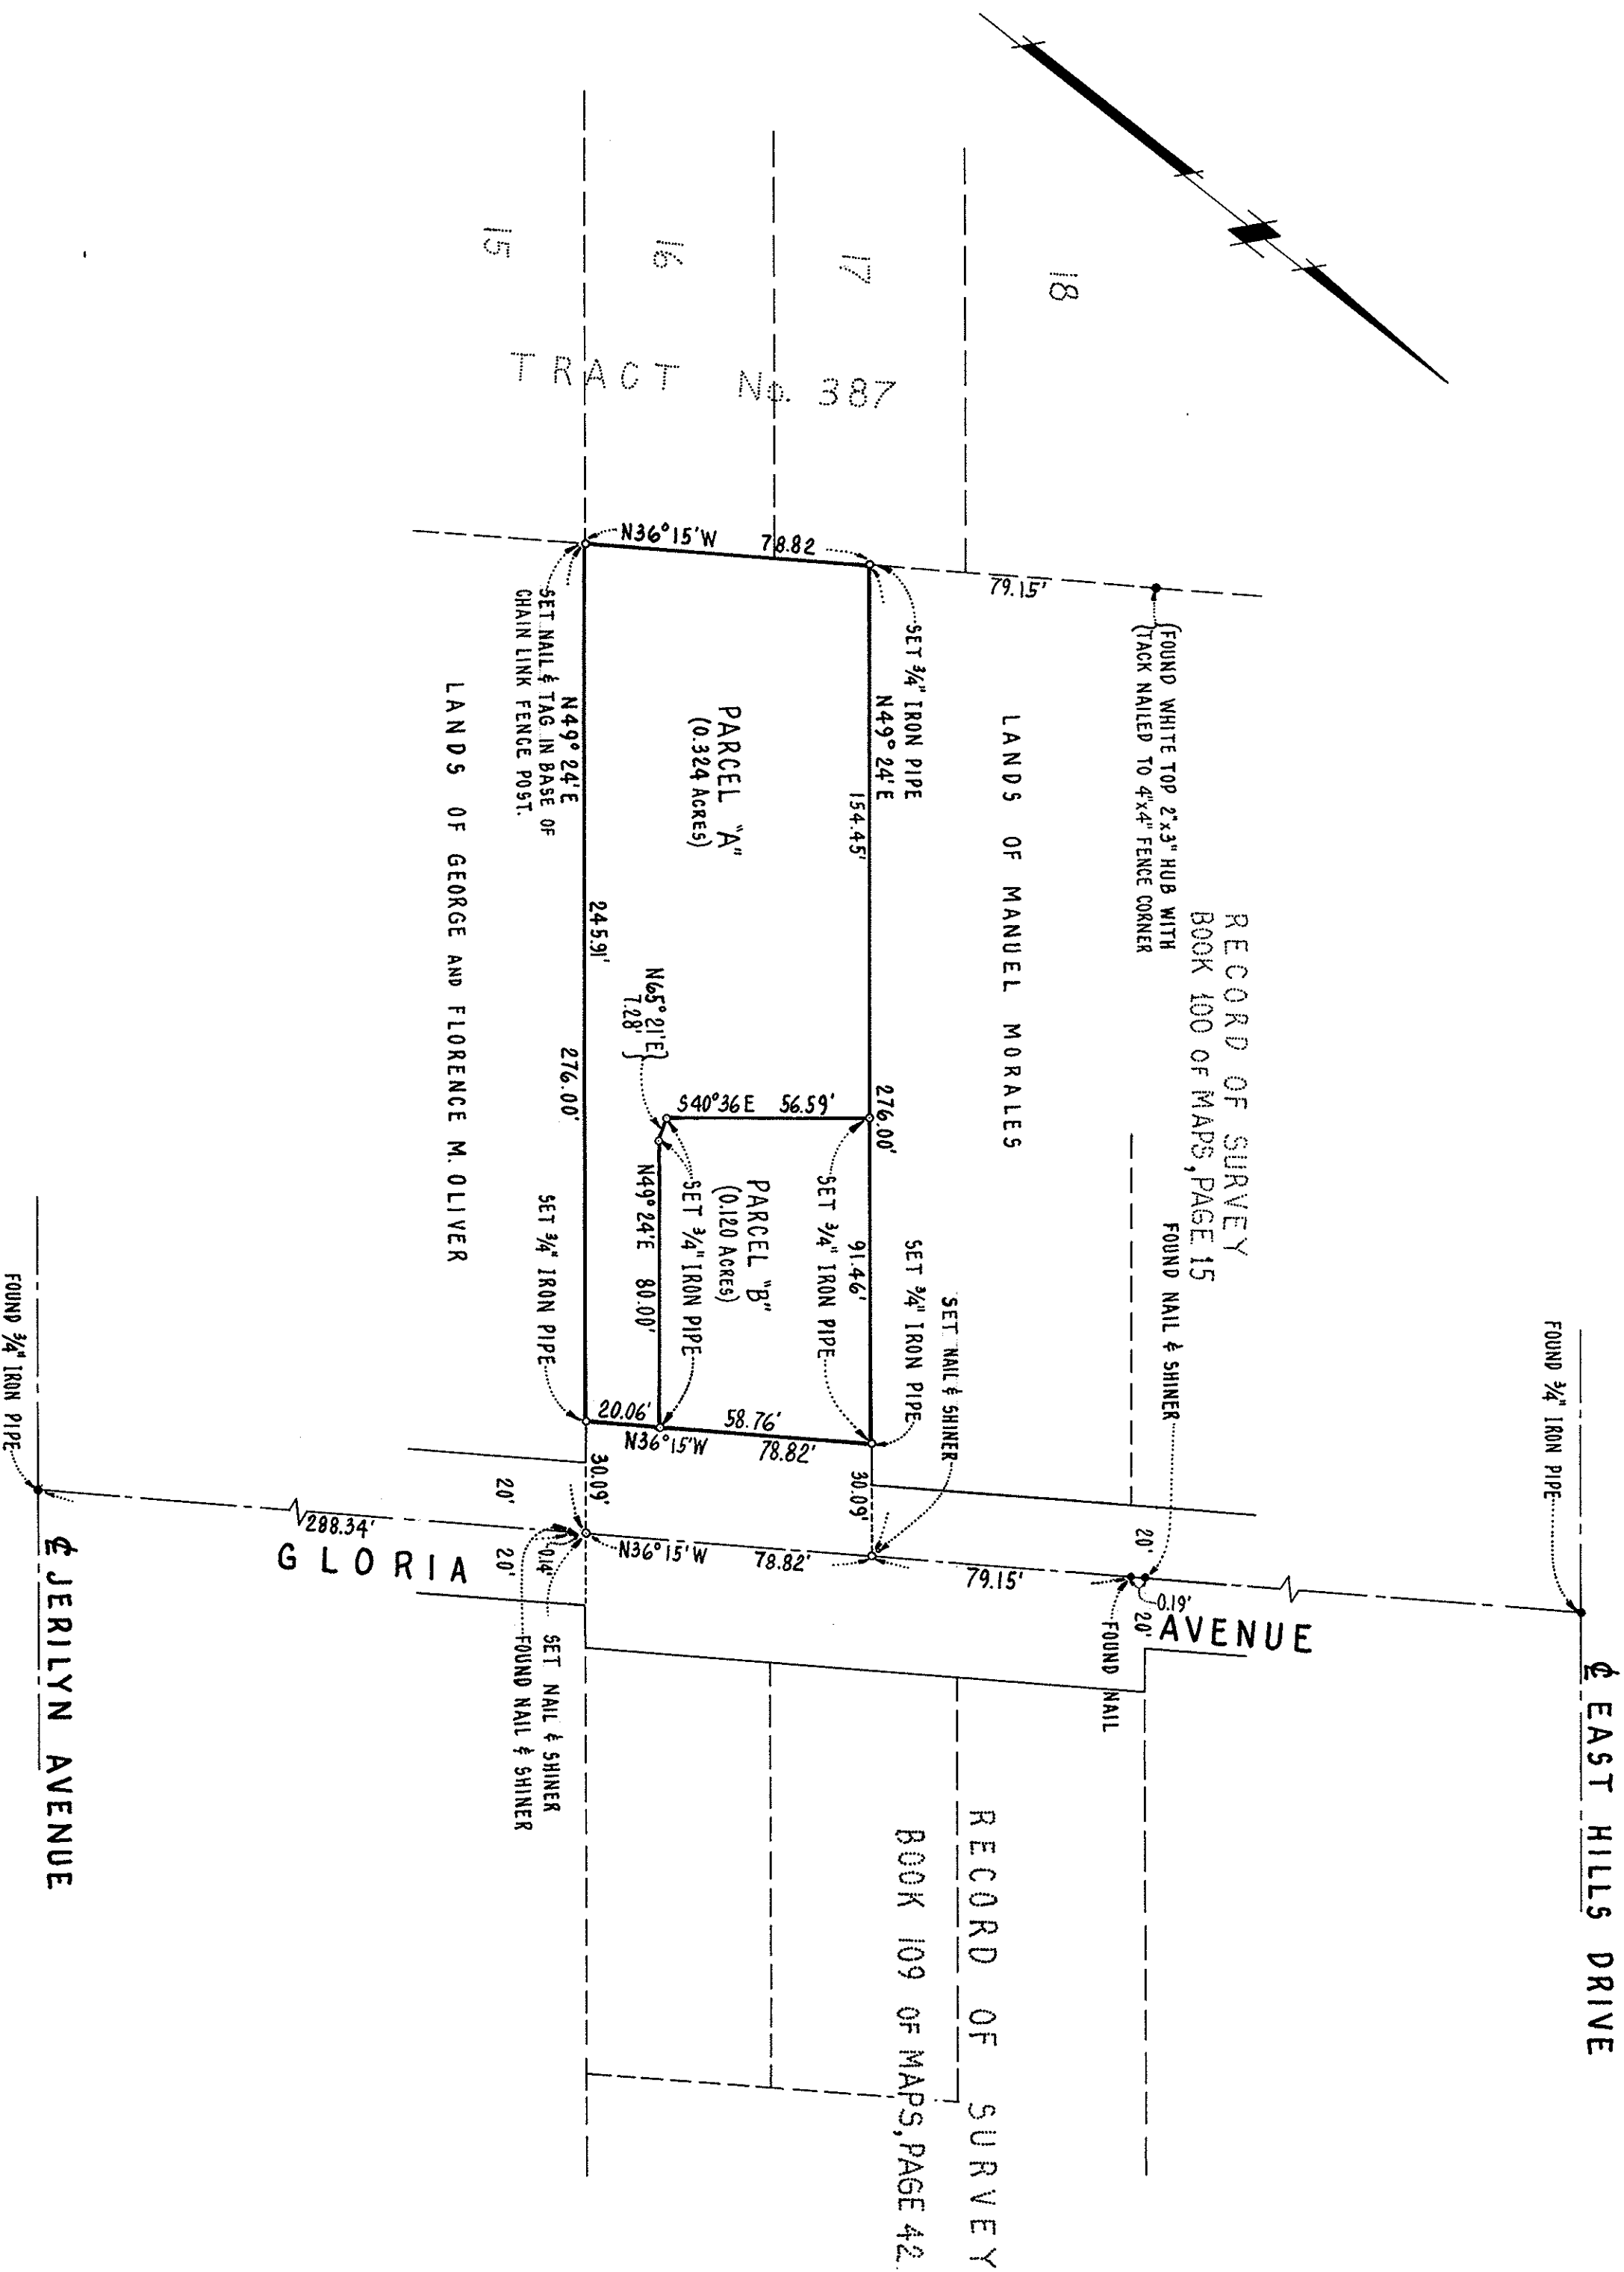 18
17
16
15
TRACT No. 387
N36°15'W 78.82
79.15'
{FOUND WHITE TOP 2"x3" HUB WITH
{TACK NAILED TO 4"x4" FENCE CORNER
RECORD OF SURVEY
BOOK 100 OF MAPS, PAGE 15
LANDS OF MANUEL MORALES
SET 3/4" IRON PIPE
N49° 24'E
154.45'
276.00'
91.46'
PARCEL "A"
(0.324 ACRES)
S40°36E 56.59'
SET 3/4" IRON PIPE
PARCEL "B"
(0.120 ACRES)
SET 3/4" IRON PIPE
N65° 21'E}
7.28' }
N49° 24'E 80.00'
N49° 24'E
245.91'
276.00'
SET NAIL & TAG IN BASE OF
CHAIN LINK FENCE POST.
SET 3/4" IRON PIPE
LANDS OF GEORGE AND FLORENCE M. OLIVER
SET 3/4" IRON PIPE
SET NAIL & SHINER
FOUND NAIL & SHINER
FOUND 3/4" IRON PIPE
20.06'
58.76'
N36°15'W 78.82'
30.09'
30.09'
20'
20'
288.34'
0.14'
N36°15'W 78.82'
79.15'
20'
0.19'
20'
GLORIA AVENUE
FOUND NAIL
SET NAIL & SHINER
FOUND NAIL & SHINER
FOUND 3/4" IRON PIPE
℄ JERILYN AVENUE
℄ EAST HILLS DRIVE
RECORD OF SURVEY
BOOK 109 OF MAPS, PAGE 42